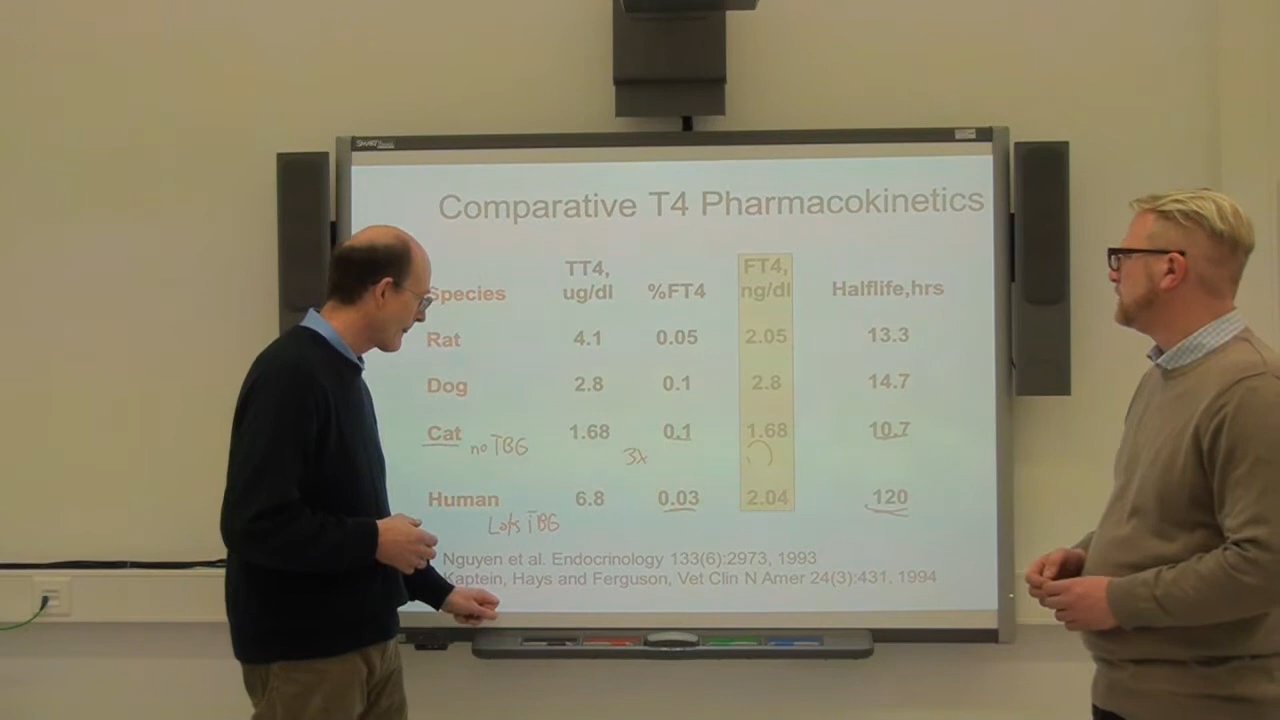 SMART
Comparative T4 Pharmacokinetics
Species TT4, ug/dl %FT4 FT4, ng/dl Halflife,hrs
Rat 4.1 0.05 2.05 13.3
Dog 2.8 0.1 2.8 14.7
Cat 1.68 0.1 1.68 10.7
no TBG 3x
Human 6.8 0.03 2.04 120
Lots TBG
Nguyen et al. Endocrinology 133(6):2973, 1993
Kaptein, Hays and Ferguson, Vet Clin N Amer 24(3):431. 1994